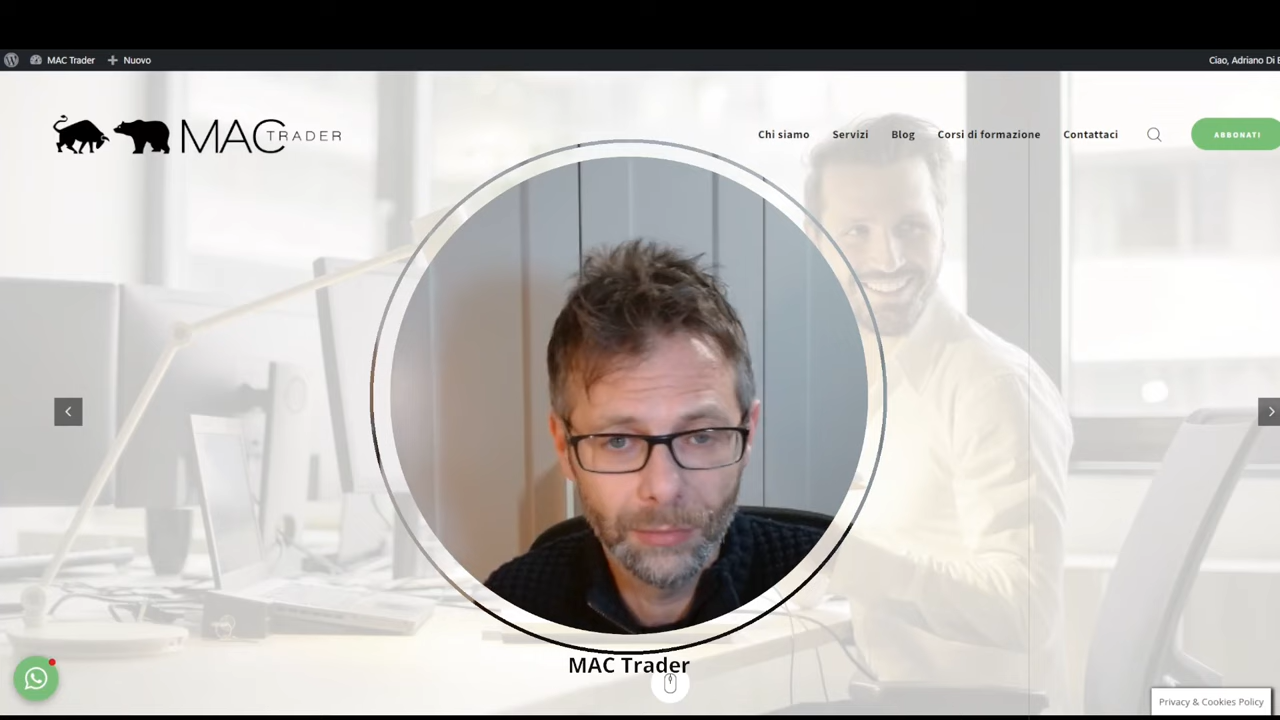 MAC Trader
Nuovo
Ciao, Adriano Di
MAC TRADER
Chi siamo
Servizi
Blog
Corsi di formazione
Contattaci
ABBONATI
MAC Trader
Privacy & Cookies Policy